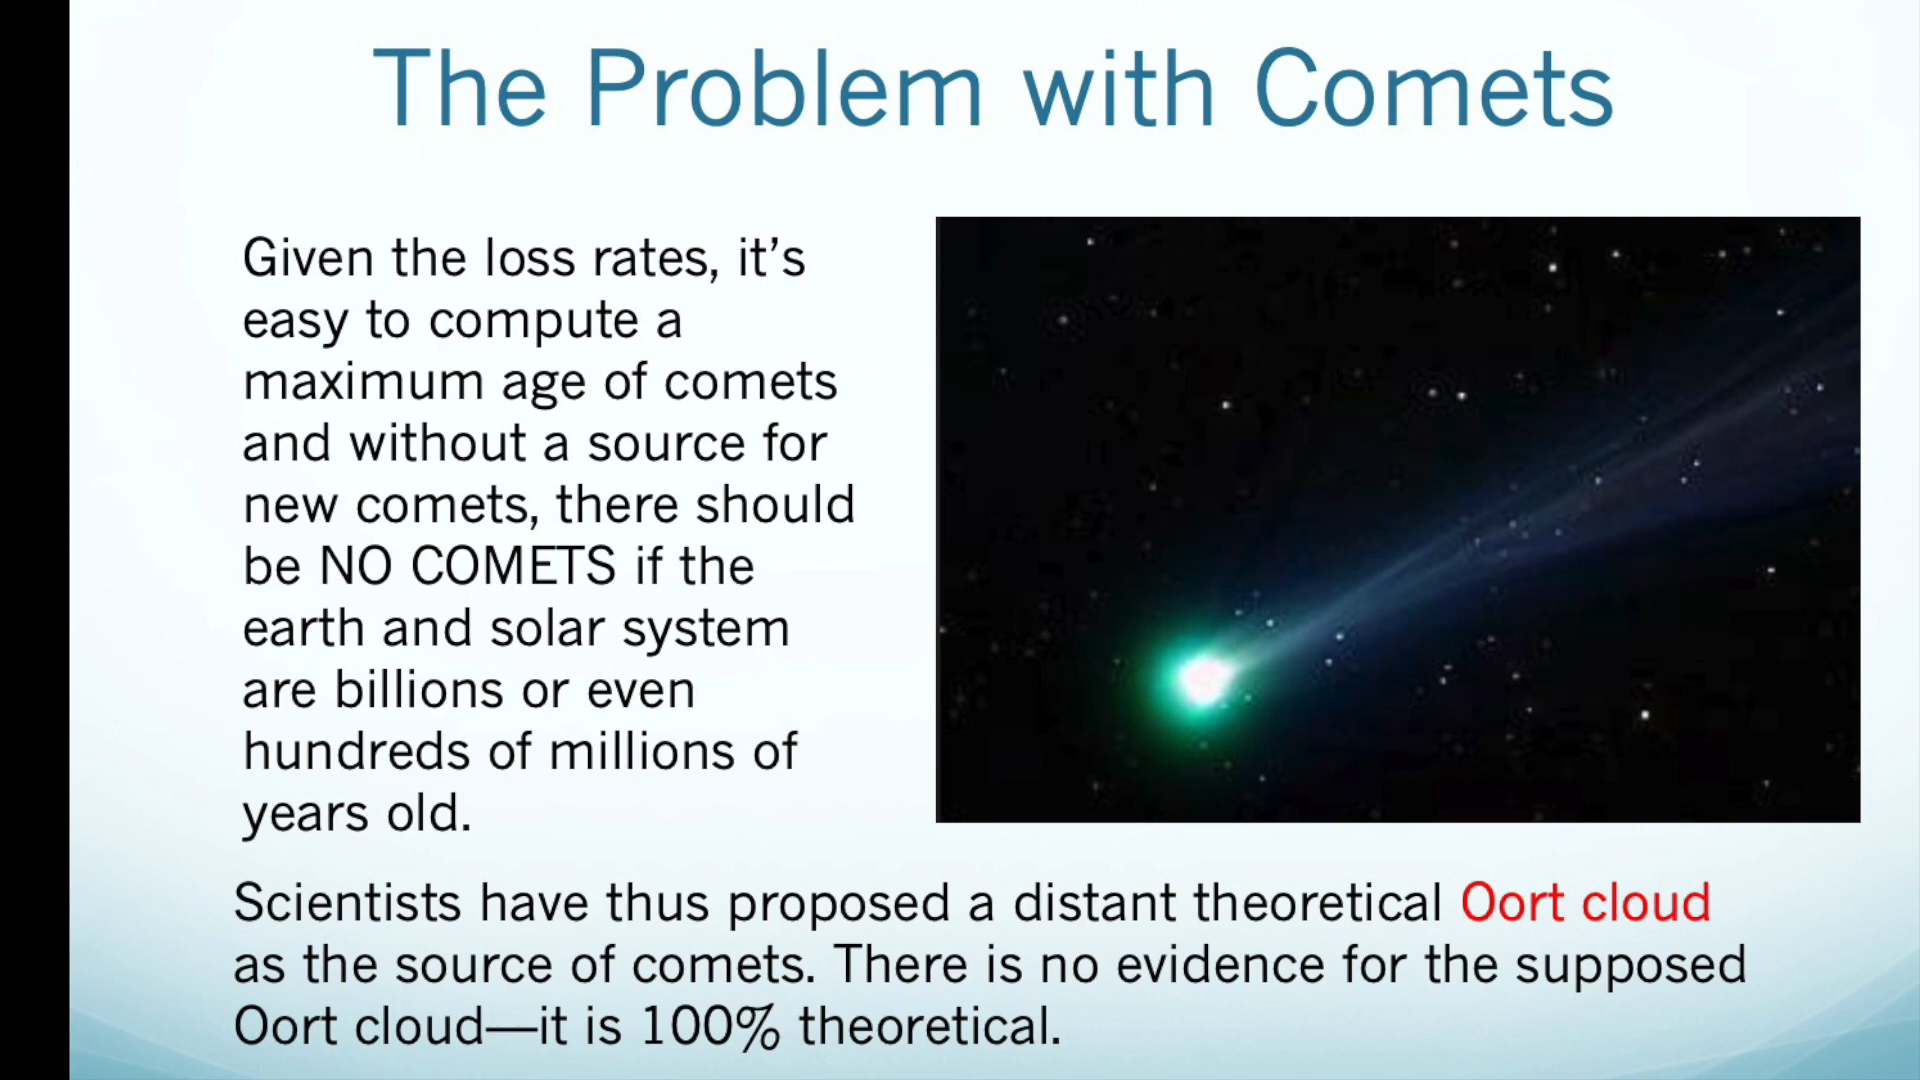 The Problem with Comets
Given the loss rates, it’s
easy to compute a
maximum age of comets
and without a source for
new comets, there should
be NO COMETS if the
earth and solar system
are billions or even
hundreds of millions of
years old.
Scientists have thus proposed a distant theoretical Oort cloud
as the source of comets. There is no evidence for the supposed
Oort cloud—it is 100% theoretical.